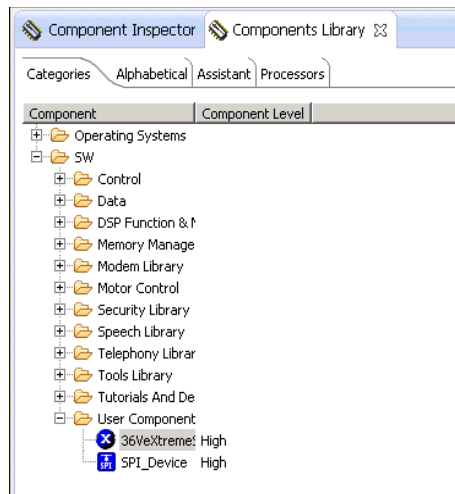 Component Inspector Components Library
Categories Alphabetical Assistant Processors
Component Component Level
Operating Systems
SW
Control
Data
DSP Function & M
Memory Manage
Modem Library
Motor Control
Security Library
Speech Library
Telephony Librar
Tools Library
Tutorials And De
User Component
36VeXtremeS High
SPI SPI_Device High